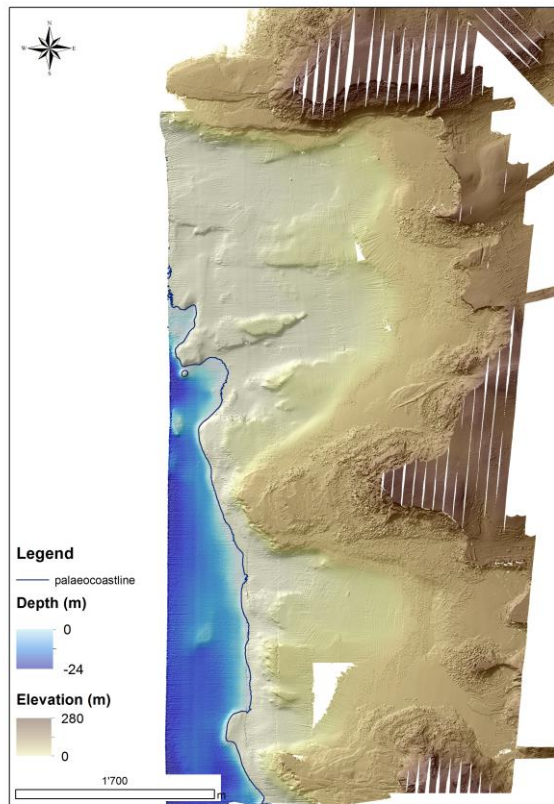 N
W E
S
Legend
palaeocoastline
Depth (m)
0
-24
Elevation (m)
280
0
1'700
m